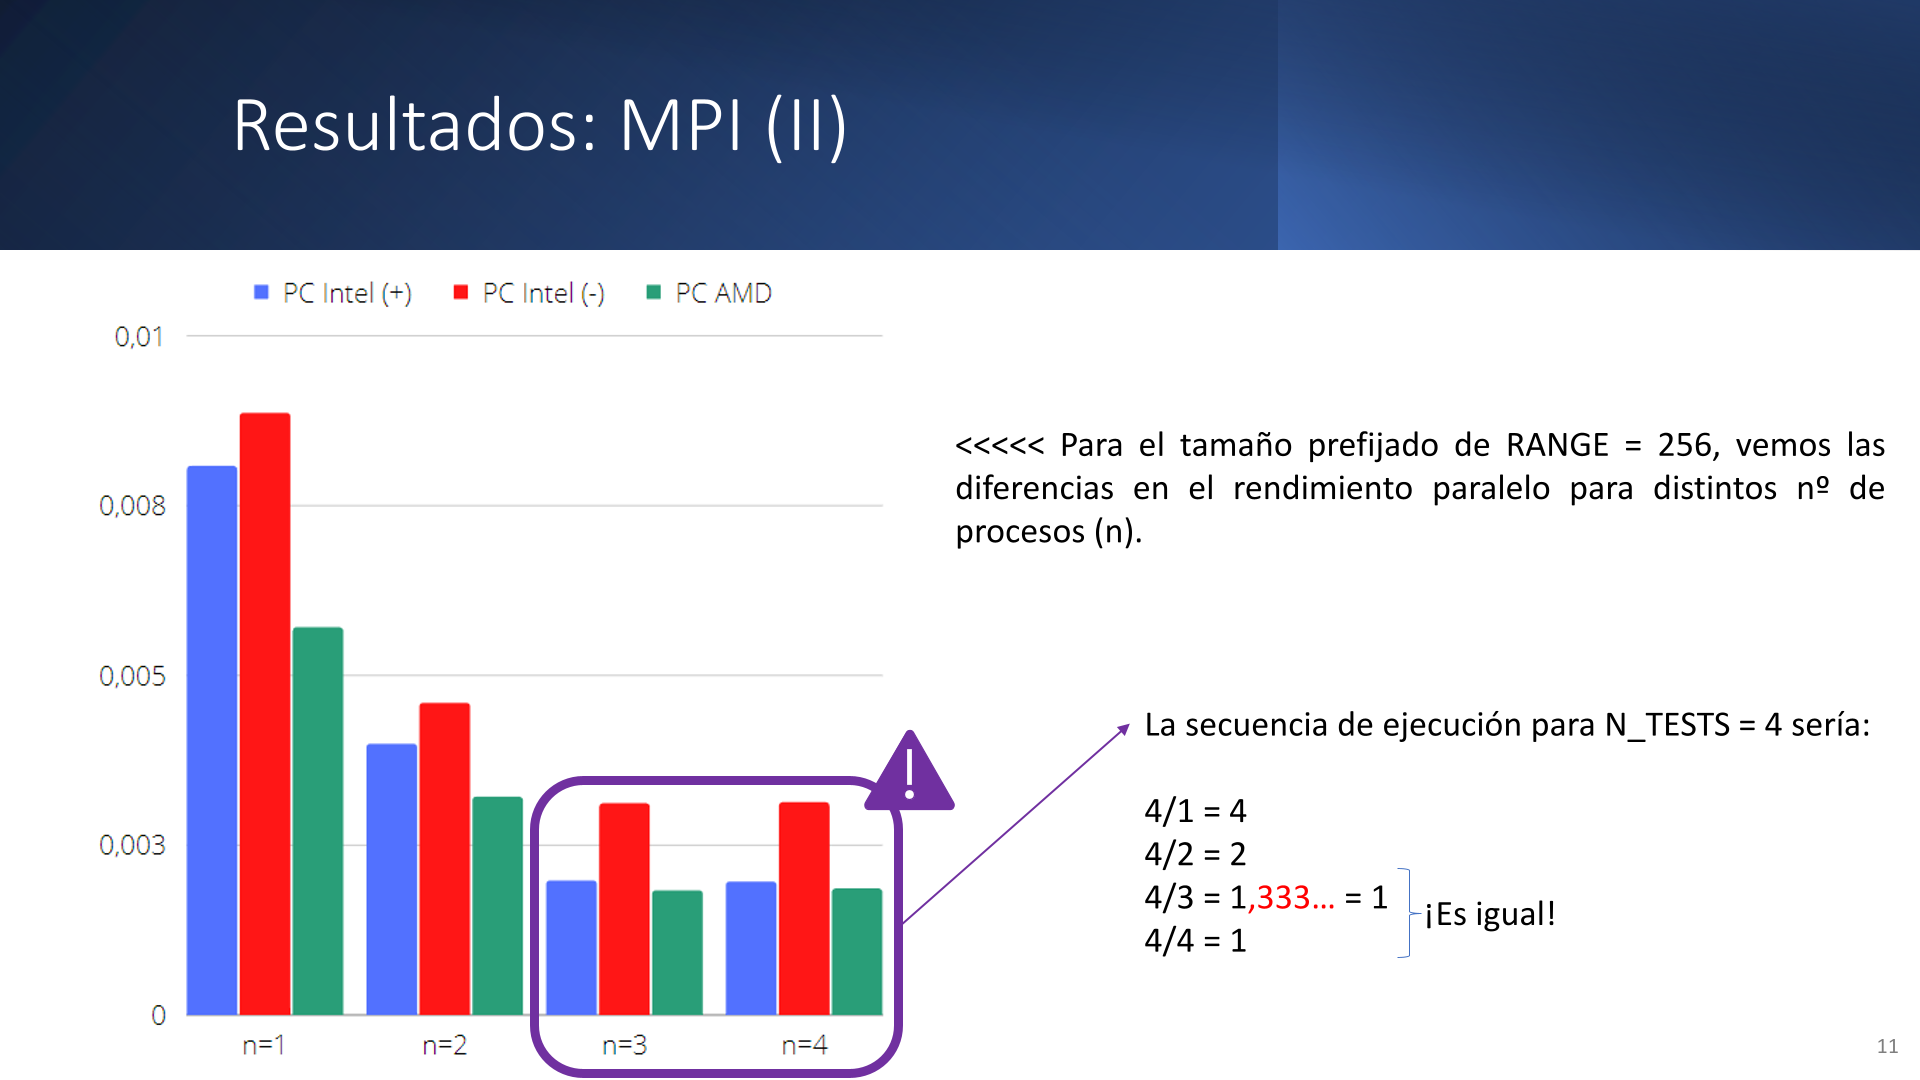 Resultados: MPI (II)
PC Intel (+) PC Intel (-) PC AMD
0,01
0,008
0,005
0,003
0
n=1 n=2 n=3 n=4
<<<<< Para el tamaño prefijado de RANGE = 256, vemos las
diferencias en el rendimiento paralelo para distintos nº de
procesos (n).
La secuencia de ejecución para N_TESTS = 4 sería:
4/1 = 4
4/2 = 2
4/3 = 1,333... = 1
4/4 = 1
¡Es igual!
11